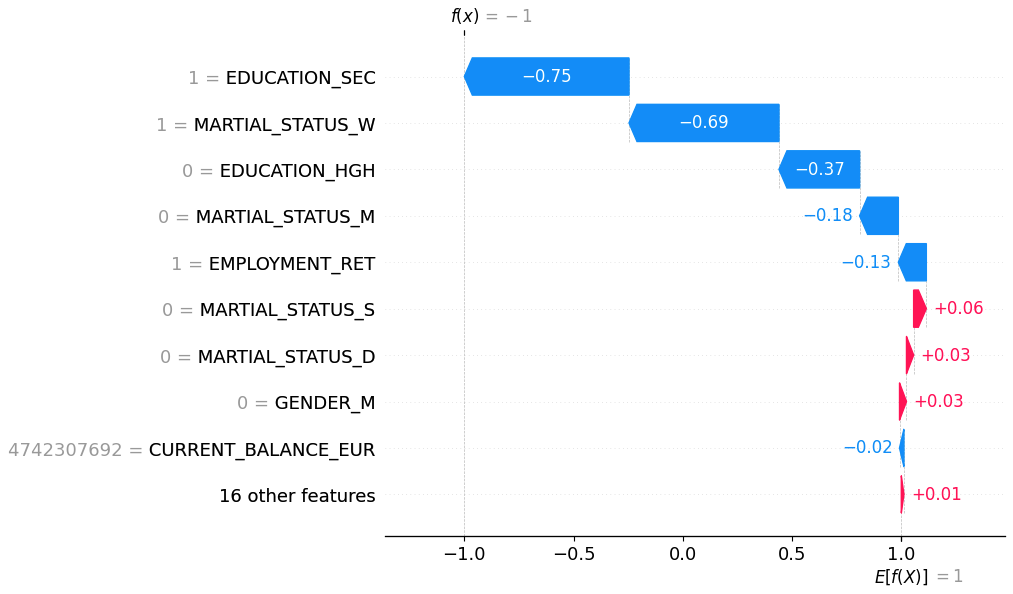 f(x) = −1
1 = EDUCATION_SEC −0.75
1 = MARTIAL_STATUS_W −0.69
0 = EDUCATION_HGH −0.37
0 = MARTIAL_STATUS_M −0.18
1 = EMPLOYMENT_RET −0.13
0 = MARTIAL_STATUS_S +0.06
0 = MARTIAL_STATUS_D +0.03
0 = GENDER_M +0.03
4742307692 = CURRENT_BALANCE_EUR −0.02
16 other features +0.01
−1.0 −0.5 0.0 0.5 1.0
E[f(X)] = 1